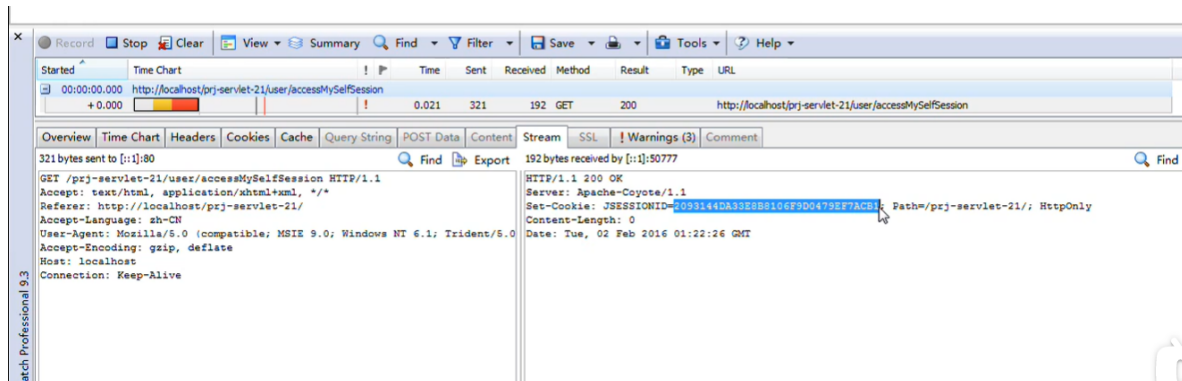 Record Stop Clear View Summary Find Filter Save Tools Help
Started Time Chart ! Time Sent Received Method Result Type URL
00:00:00.000 http://localhost/prj-servlet-21/user/accessMySelfSession
+ 0.000 ! 0.021 321 192 GET 200 http://localhost/prj-servlet-21/user/accessMySelfSession
Overview Time Chart Headers Cookies Cache Query String POST Data Content Stream SSL ! Warnings (3) Comment
321 bytes sent to [::1]:80 Find Export 192 bytes received by [::1]:50777 Find
GET /prj-servlet-21/user/accessMySelfSession HTTP/1.1
Accept: text/html, application/xhtml+xml, */*
Referer: http://localhost/prj-servlet-21/
Accept-Language: zh-CN
User-Agent: Mozilla/5.0 (compatible; MSIE 9.0; Windows NT 6.1; Trident/5.0
Accept-Encoding: gzip, deflate
Host: localhost
Connection: Keep-Alive
HTTP/1.1 200 OK
Server: Apache-Coyote/1.1
Set-Cookie: JSESSIONID=2093144DA33E8B8106F9D0479EF7ACB1; Path=/prj-servlet-21/; HttpOnly
Content-Length: 0
Date: Tue, 02 Feb 2016 01:22:26 GMT
atch Professional 9.3